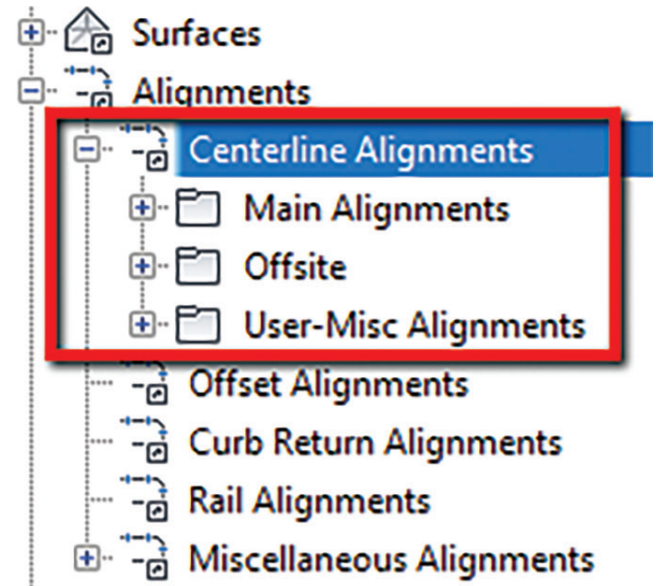 Surfaces
Alignments
Centerline Alignments
Main Alignments
Offsite
User-Misc Alignments
Offset Alignments
Curb Return Alignments
Rail Alignments
Miscellaneous Alignments